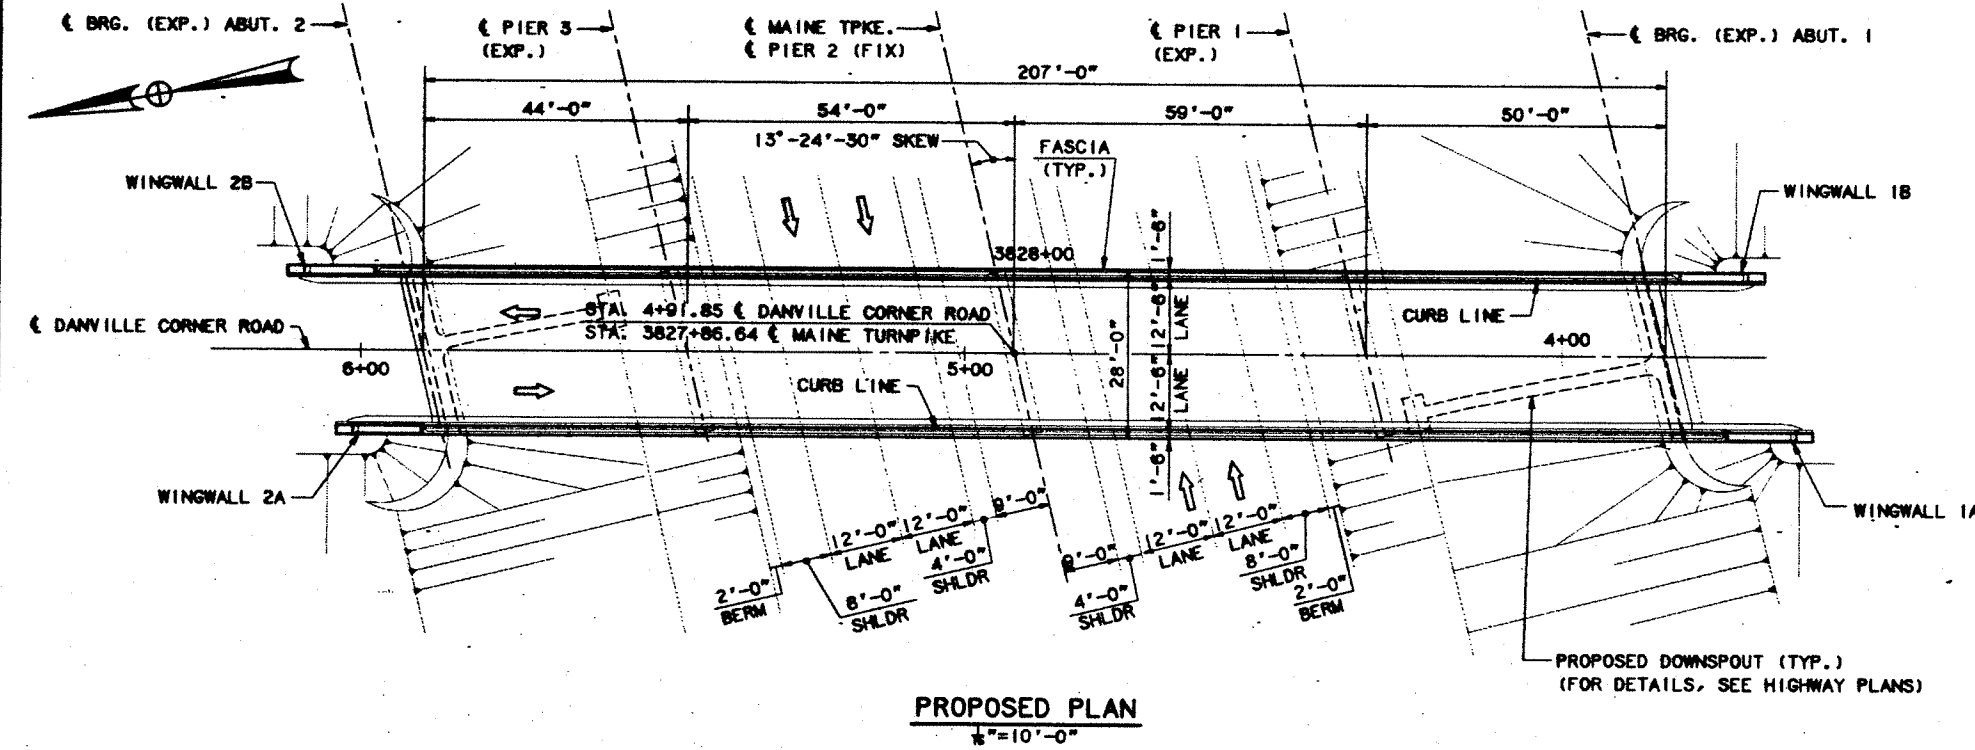 ℄ BRG. (EXP.) ABUT. 2
℄ PIER 3
(EXP.)
℄ MAINE TPKE.
℄ PIER 2 (FIX)
℄ PIER 1
(EXP.)
℄ BRG. (EXP.) ABUT. 1
207'-0"
44'-0"
54'-0"
59'-0"
50'-0"
13°-24'-30" SKEW
FASCIA
(TYP.)
WINGWALL 2B
WINGWALL 1B
3828+00
1'-6"
12'-6"
LANE
12'-6"
LANE
1'-6"
28'-0"
STA. 4+91.85 ℄ DANVILLE CORNER ROAD
STA. 3827+86.64 ℄ MAINE TURNPIKE
℄ DANVILLE CORNER ROAD
CURB LINE
6+00
5+00
4+00
CURB LINE
WINGWALL 2A
WINGWALL 1A
2'-0"
BERM
8'-0"
SHLDR
12'-0"
LANE
12'-0"
LANE
4'-0"
SHLDR
9'-0"
9'-0"
4'-0"
SHLDR
12'-0"
LANE
12'-0"
LANE
8'-0"
SHLDR
2'-0"
BERM
PROPOSED DOWNSPOUT (TYP.)
(FOR DETAILS, SEE HIGHWAY PLANS)
PROPOSED PLAN
"=10'-0"